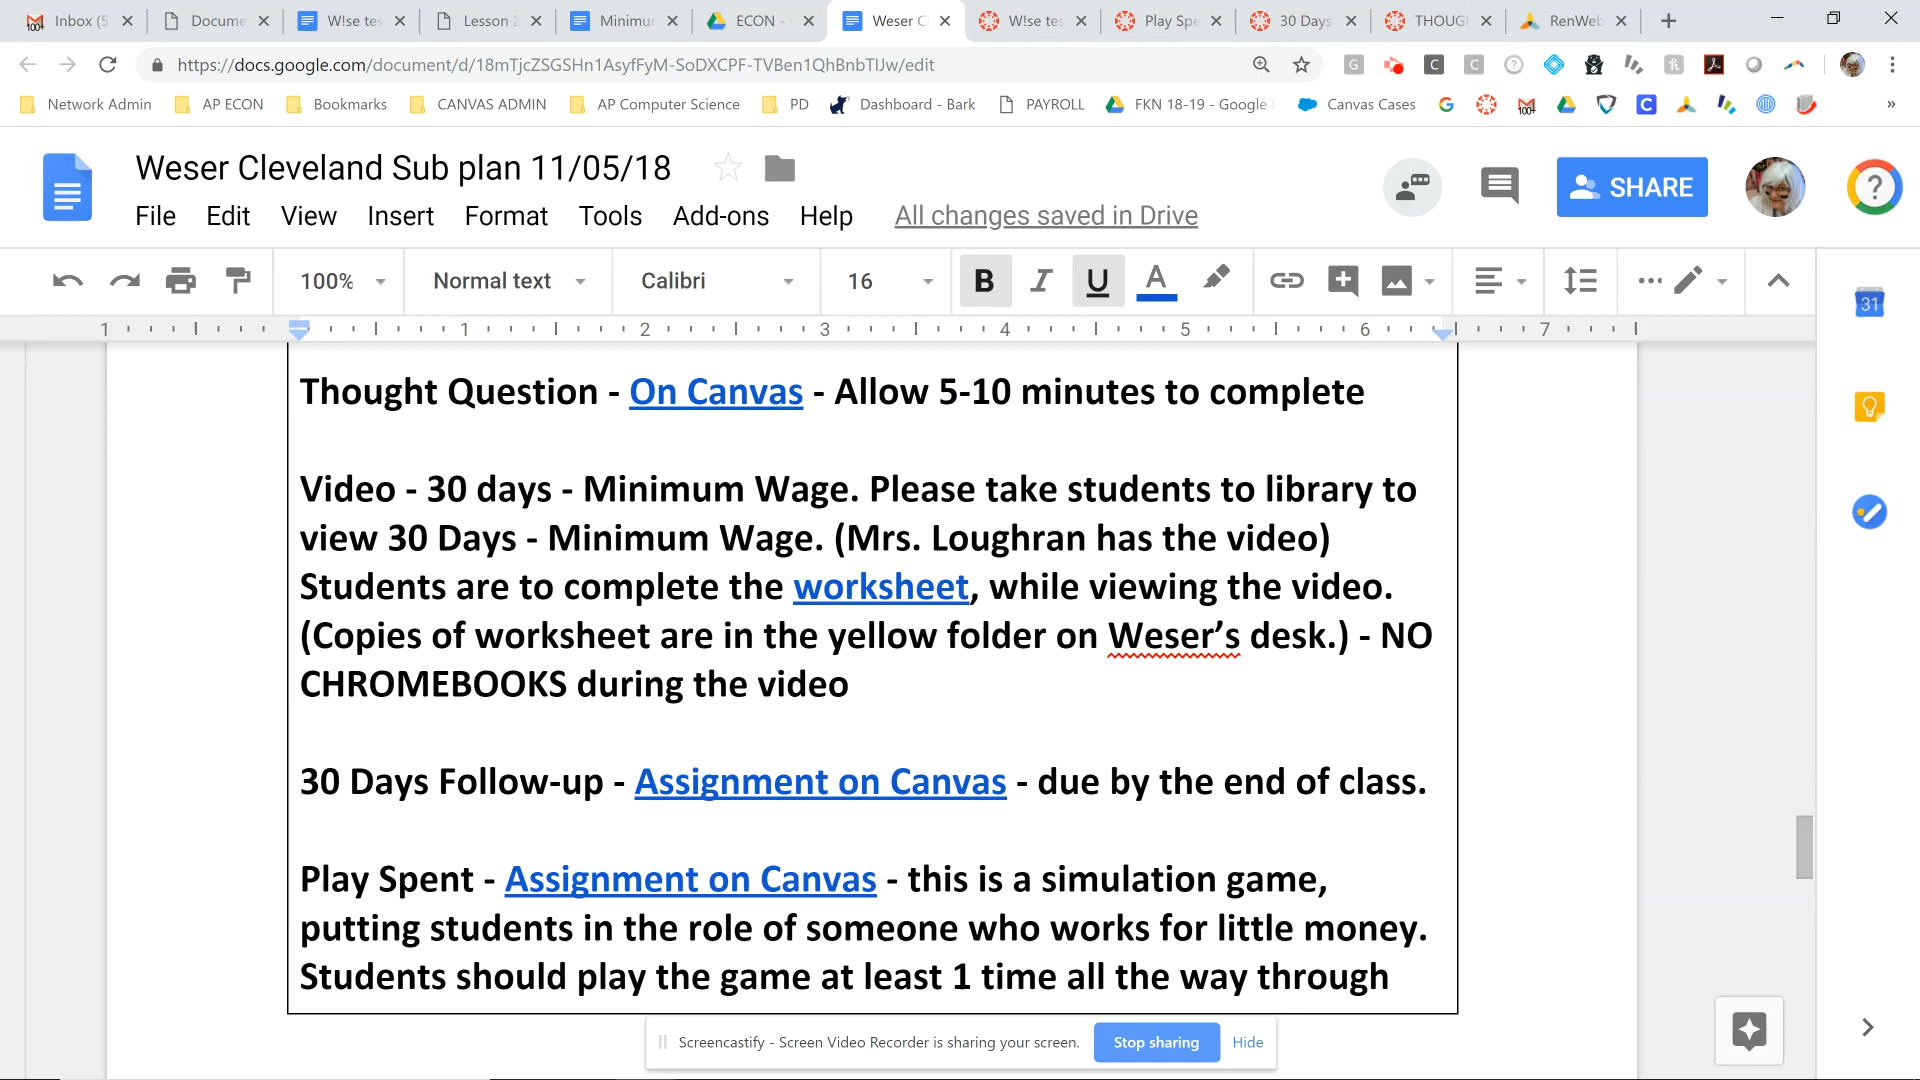 Inbox (5
Docume
W!se tes
Lesson 2
Minimur
ECON -
Weser C
W!se tes
Play Spe
30 Days
THOUG
RenWeb
https://docs.google.com/document/d/18mTjcZSGSHn1AsyfFyM-SoDXCPF-TVBen1QhBnbTlJw/edit
Network Admin
AP ECON
Bookmarks
CANVAS ADMIN
AP Computer Science
PD
Dashboard - Bark
PAYROLL
FKN 18-19 - Google
Canvas Cases
»
Weser Cleveland Sub plan 11/05/18
SHARE
File Edit View Insert Format Tools Add-ons Help All changes saved in Drive
100% Normal text Calibri 16 B I U A
1 1 2 3 4 5 6 7
31
Thought Question - On Canvas - Allow 5-10 minutes to complete
Video - 30 days - Minimum Wage. Please take students to library to
view 30 Days - Minimum Wage. (Mrs. Loughran has the video)
Students are to complete the worksheet, while viewing the video.
(Copies of worksheet are in the yellow folder on Weser’s desk.) - NO
CHROMEBOOKS during the video
30 Days Follow-up - Assignment on Canvas - due by the end of class.
Play Spent - Assignment on Canvas - this is a simulation game,
putting students in the role of someone who works for little money.
Students should play the game at least 1 time all the way through
Screencastify - Screen Video Recorder is sharing your screen.
Stop sharing
Hide